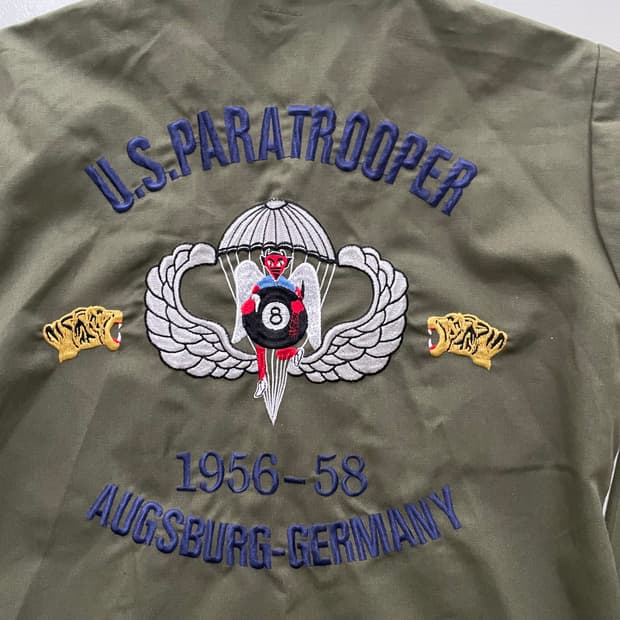 U.S.PARATROOPER
8
1956-58
AUGSBURG-GERMANY